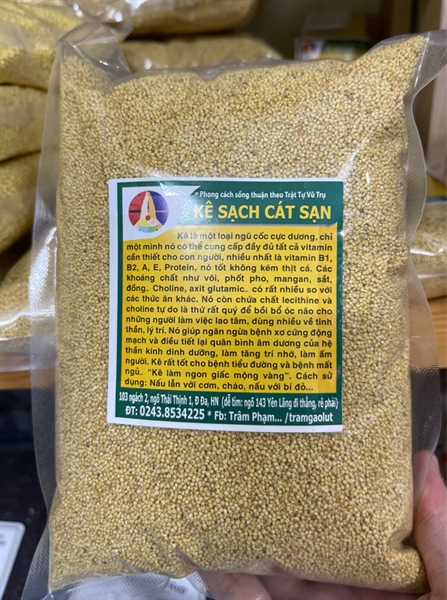 Phong cách sống thuận theo Trật Tự Vũ Trụ
KÊ SẠCH CÁT SẠN
Kê là một loại ngũ cốc cực dương, chỉ
một mình nó có thể cung cấp đầy đủ tất cả vitamin
cần thiết cho con người, nhiều nhất là vitamin B1,
B2, A, E, Protein, nó tốt không kém thịt cá. Các
khoáng chất như vôi, phốt pho, mangan, sắt,
đồng.. Choline, axit glutamic.. có rất nhiều so với
các thức ăn khác. Nó còn chứa chất lecithine và
choline tự do là thứ rất quý để bồi bổ óc não cho
những người làm việc lao tâm, dùng nhiều về tinh
thần, lý trí. Nó giúp ngăn ngừa bệnh xơ cứng động
mạch và điều tiết lại quân bình âm dương của hệ
thần kinh dinh dưỡng, làm tăng trí nhớ, làm ấm
người. Kê rất tốt cho bệnh tiểu đường và bệnh mất
ngủ.. "Kê làm ngon giấc mộng vàng". Cách sử
dụng: Nấu lẫn với cơm, cháo, nấu với bí đỏ...
103 ngách 2, ngõ Thái Thịnh 1, Đ Đa, HN (dễ tìm: ngõ 143 Yên Lãng đi thẳng, rẽ phải)
ĐT: 0243.8534225 * Fb: Trâm Phạm... /tramgaolut